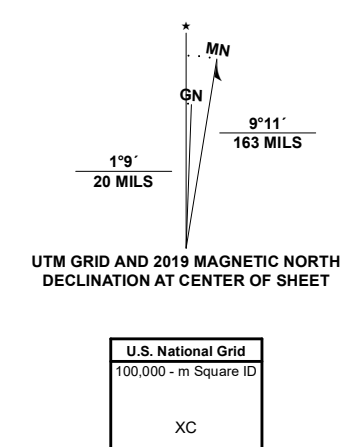 ★
MN
GN
9°11´
163 MILS
1°9´
20 MILS
UTM GRID AND 2019 MAGNETIC NORTH
DECLINATION AT CENTER OF SHEET
U.S. National Grid
100,000 - m Square ID
XC